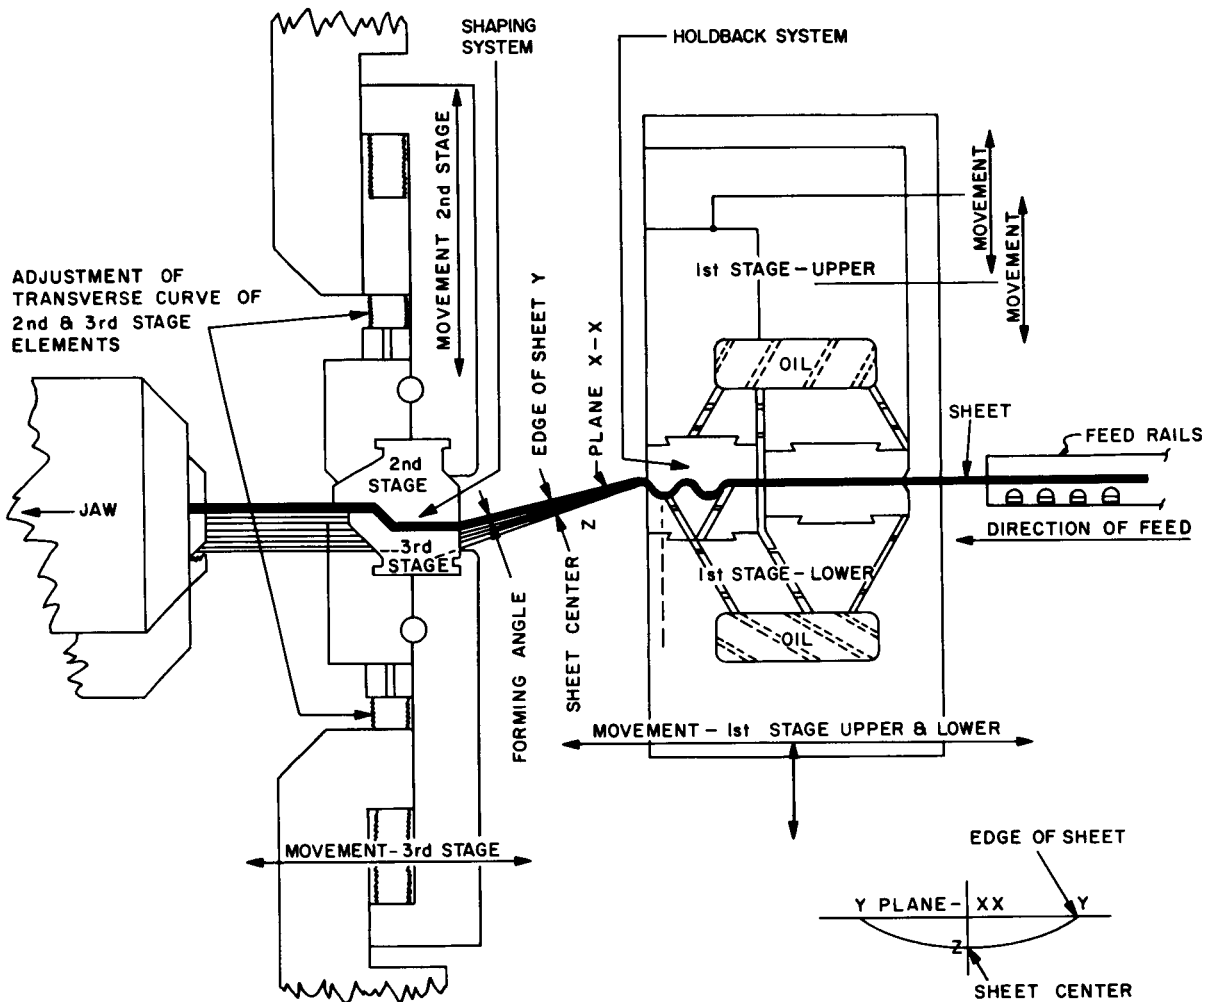 SHAPING
SYSTEM
HOLDBACK SYSTEM
MOVEMENT 2nd STAGE
MOVEMENT
MOVEMENT
1st STAGE-UPPER
ADJUSTMENT OF
TRANSVERSE CURVE OF
2nd & 3rd STAGE
ELEMENTS
EDGE OF SHEET Y
PLANE X-X
OIL
SHEET
FEED RAILS
2nd
STAGE
JAW
3rd
STAGE
Z
DIRECTION OF FEED
1st STAGE-LOWER
FORMING ANGLE
SHEET CENTER
OIL
MOVEMENT-1st STAGE UPPER & LOWER
MOVEMENT-3rd STAGE
EDGE OF SHEET
Y PLANE-XX Y
Z
SHEET CENTER